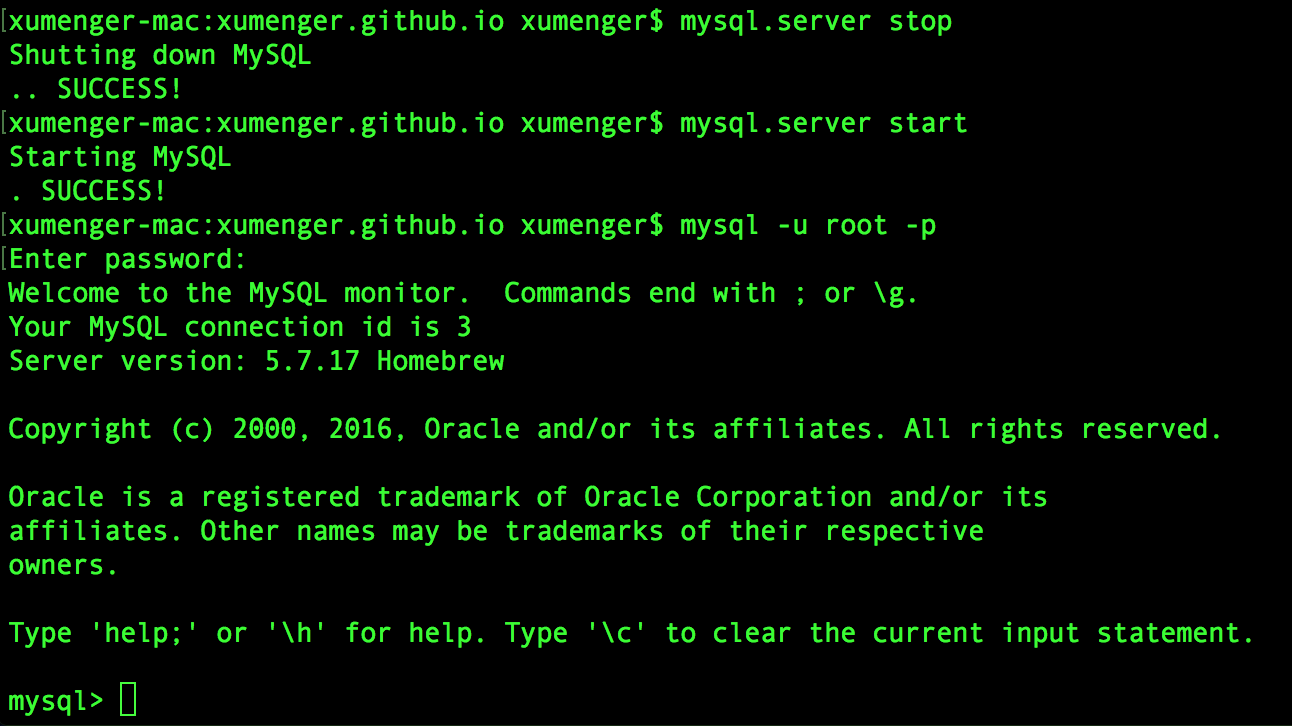 [xumenger-mac:xumenger.github.io xumenger$ mysql.server stop
Shutting down MySQL
.. SUCCESS!
[xumenger-mac:xumenger.github.io xumenger$ mysql.server start
Starting MySQL
. SUCCESS!
[xumenger-mac:xumenger.github.io xumenger$ mysql -u root -p
[Enter password:
Welcome to the MySQL monitor.  Commands end with ; or \g.
Your MySQL connection id is 3
Server version: 5.7.17 Homebrew
Copyright (c) 2000, 2016, Oracle and/or its affiliates. All rights reserved.
Oracle is a registered trademark of Oracle Corporation and/or its
affiliates. Other names may be trademarks of their respective
owners.
Type 'help;' or '\h' for help. Type '\c' to clear the current input statement.
mysql>